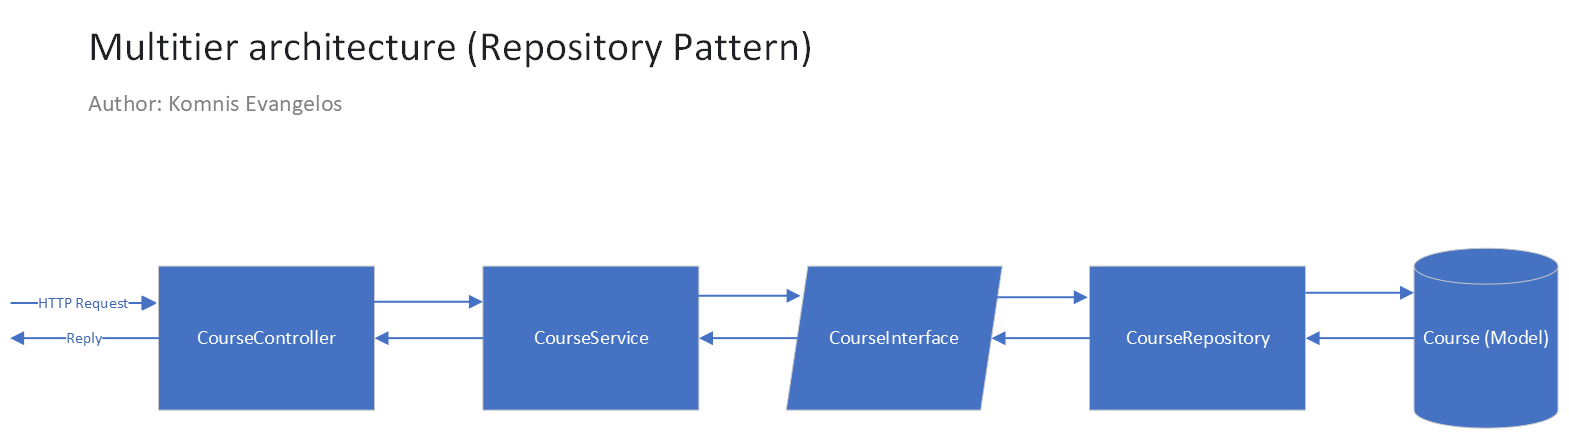 Multitier architecture (Repository Pattern)
Author: Komnis Evangelos
HTTP Request
Reply
CourseController
CourseService
CourseInterface
CourseRepository
Course (Model)